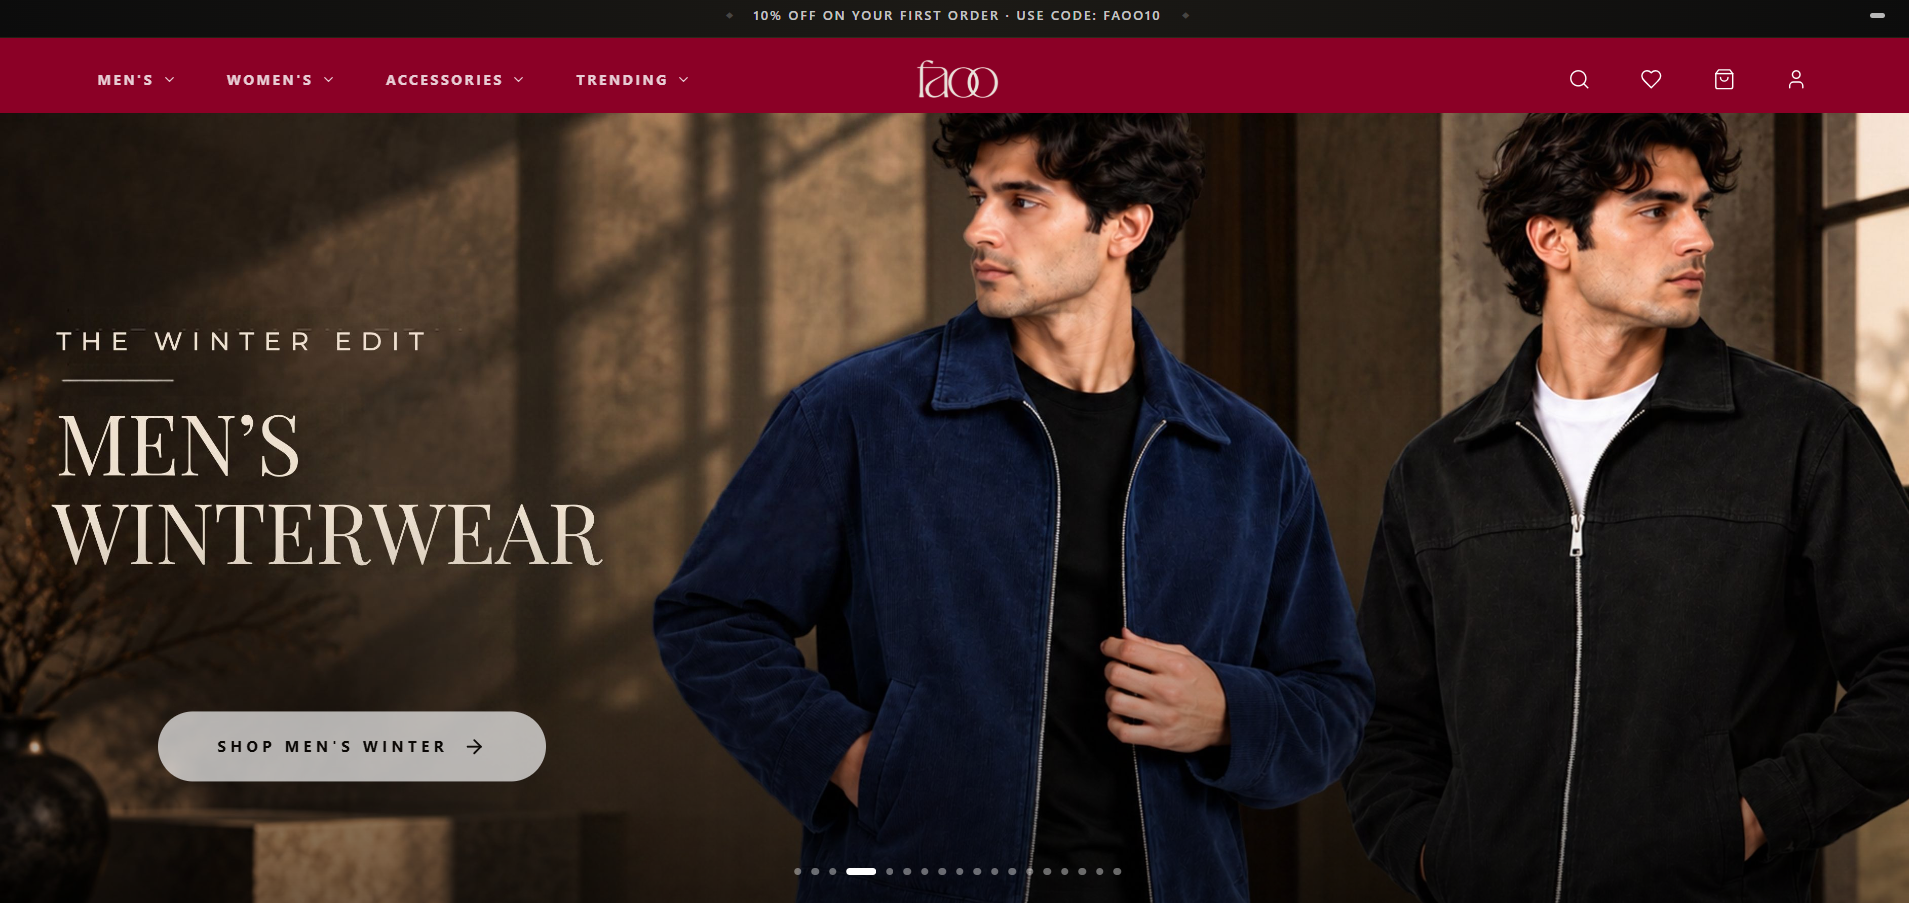 10% OFF ON YOUR FIRST ORDER · USE CODE: FAOO10
MEN'S
WOMEN'S
ACCESSORIES
TRENDING
faoo
THE WINTER EDIT
MEN’S
WINTERWEAR
SHOP MEN'S WINTER